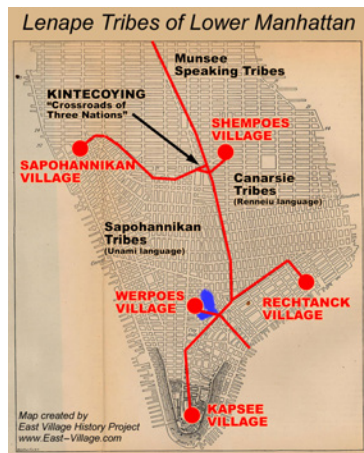 Lenape Tribes of Lower Manhattan
Munsee
Speaking Tribes
KINTECOYING
"Crossroads of
Three Nations"
SHEMPOES
VILLAGE
SAPOHANNIKAN
VILLAGE
Canarsie
Tribes
(Renneiu language)
Sapohannikan
Tribes
(Unami language)
WERPOES
VILLAGE
RECHTANCK
VILLAGE
KAPSEE
VILLAGE
Map created by
East Village History Project
www.East–Village.com